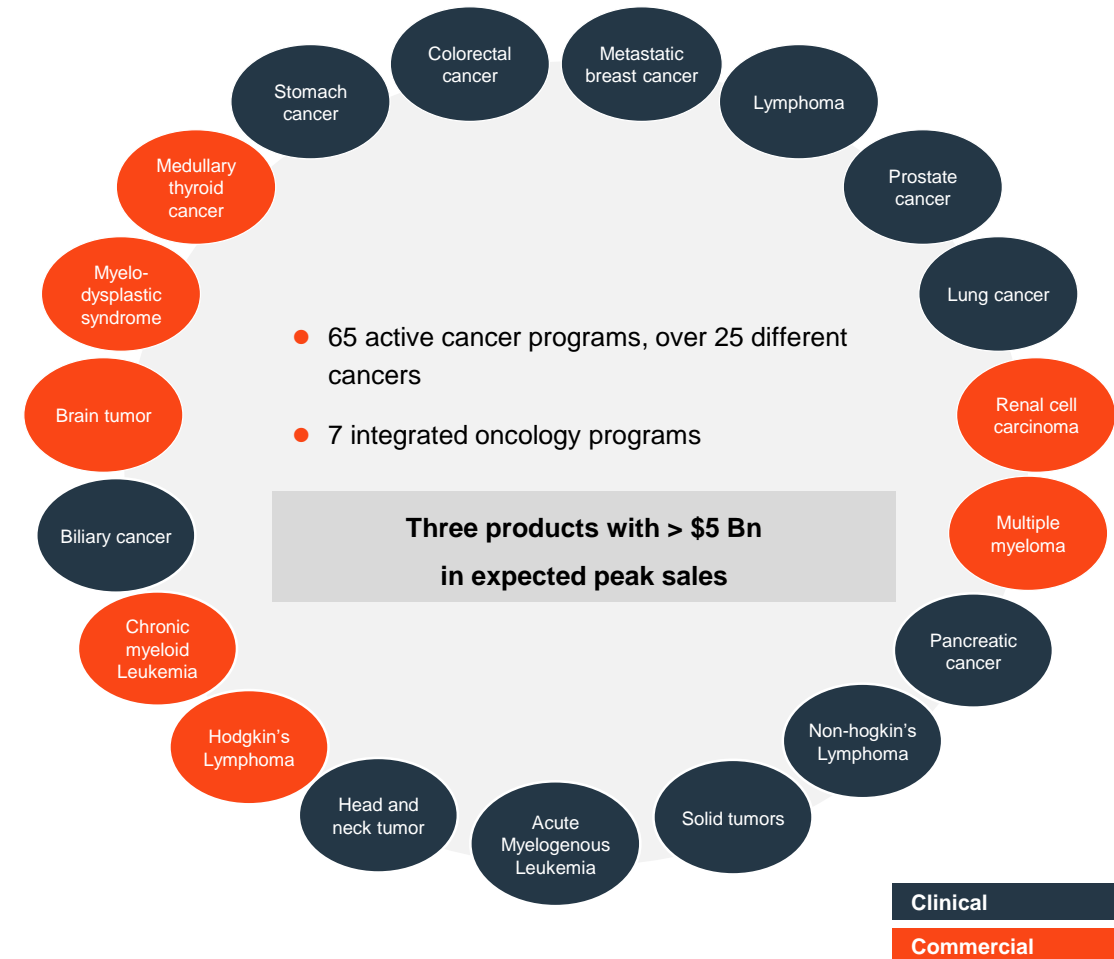 Colorectal
cancer
Metastatic
breast cancer
Stomach
cancer
Lymphoma
Medullary
thyroid
cancer
Prostate
cancer
Myelo-
dysplastic
syndrome
Lung cancer
● 65 active cancer programs, over 25 different
cancers
● 7 integrated oncology programs
Brain tumor
Renal cell
carcinoma
Three products with > $5 Bn
in expected peak sales
Biliary cancer
Multiple
myeloma
Chronic
myeloid
Leukemia
Pancreatic
cancer
Hodgkin's
Lymphoma
Non-hogkin's
Lymphoma
Head and
neck tumor
Acute
Myelogenous
Leukemia
Solid tumors
Clinical
Commercial